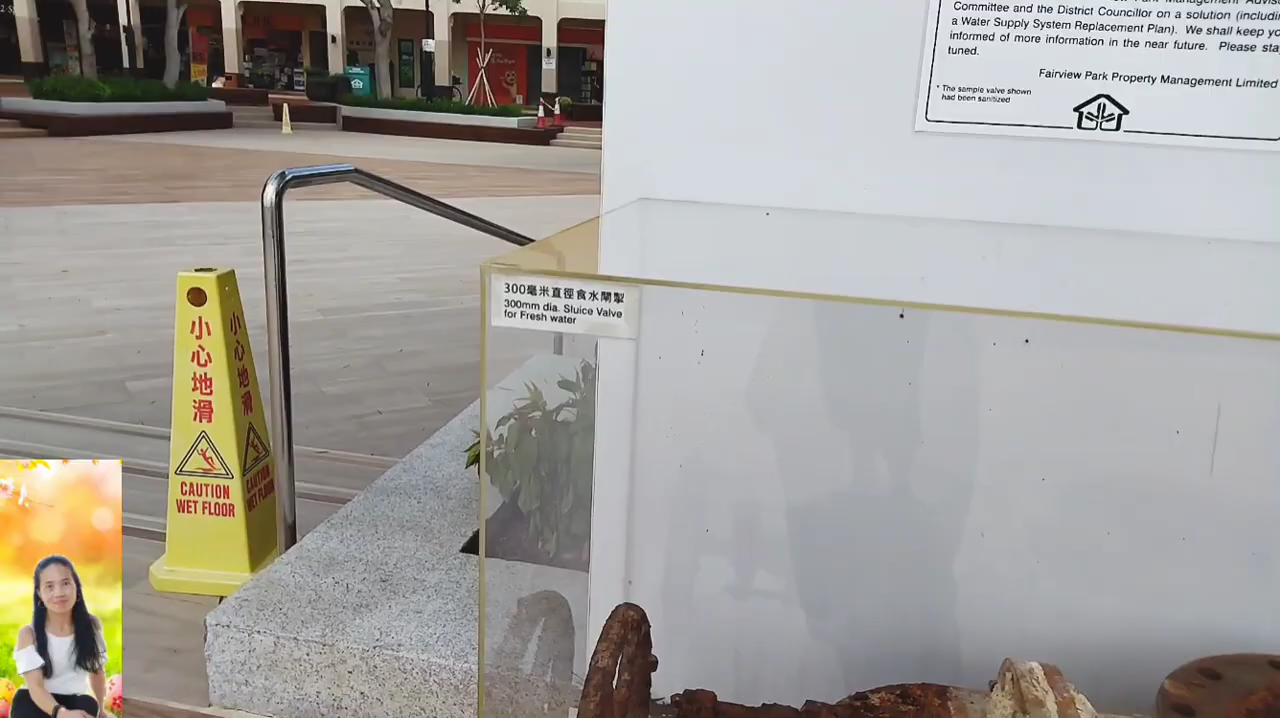 Committee and the District Councillor on a solution (includin
a Water Supply System Replacement Plan). We shall keep yo
informed of more information in the near future. Please sta
tuned.
Fairview Park Property Management Limited
* The sample valve shown
had been sanitized
300毫米直徑食水閘掣
300mm dia. Sluice Valve
for Fresh water
小心地滑
CAUTION
WET FLOOR
小心地滑
CAUTION
WET FLOOR